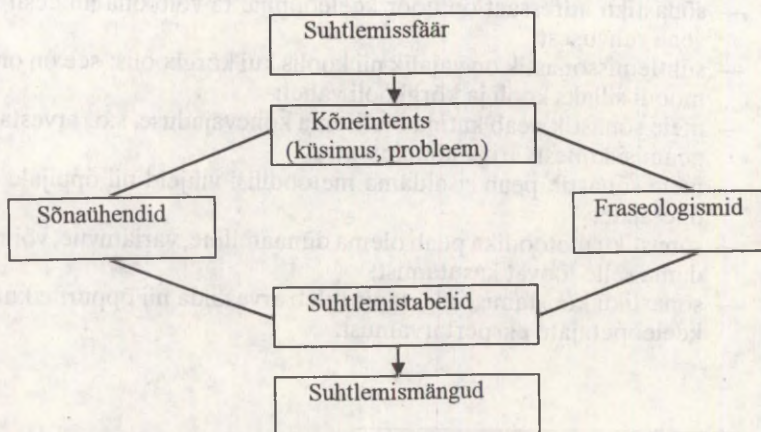 Suhtlemissfäär
Kõneintents
(küsimus, probleem)
Sõnaühendid
Fraseologismid
Suhtlemistabelid
Suhtlemismängud